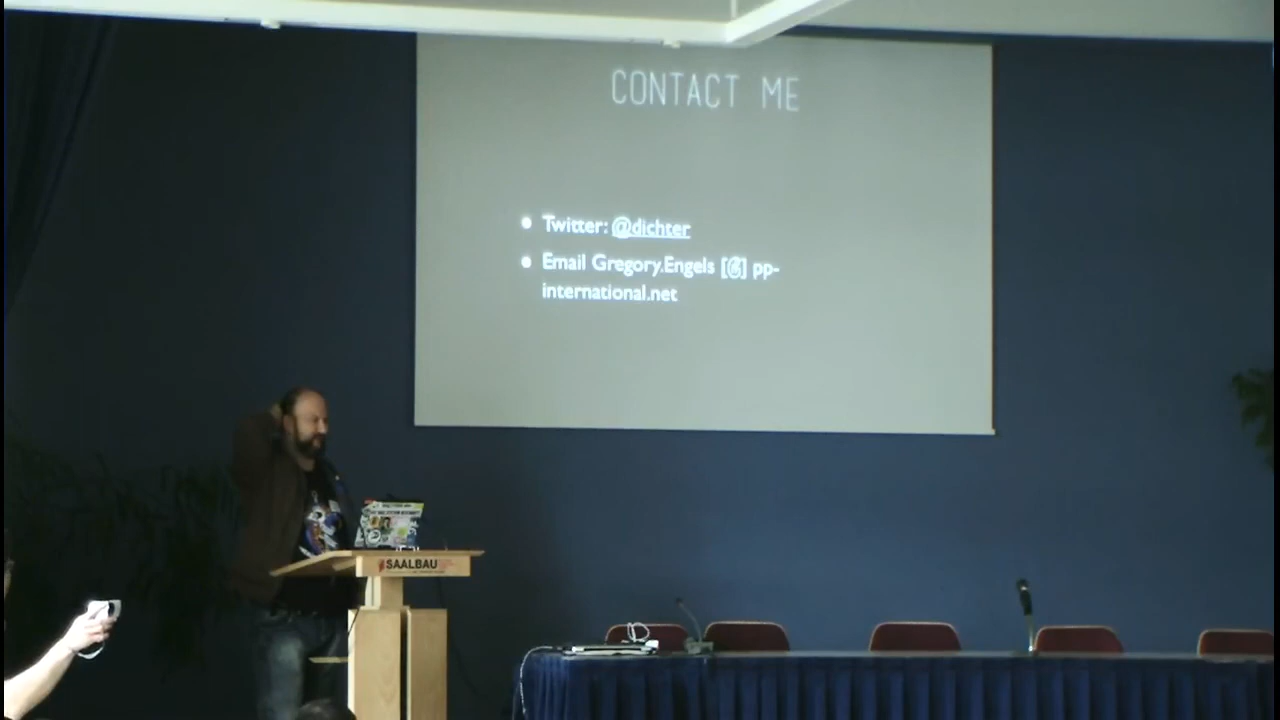 CONTACT ME
• Twitter: @dichter
• Email Gregory.Engels [@] pp-
international.net
SAALBAU